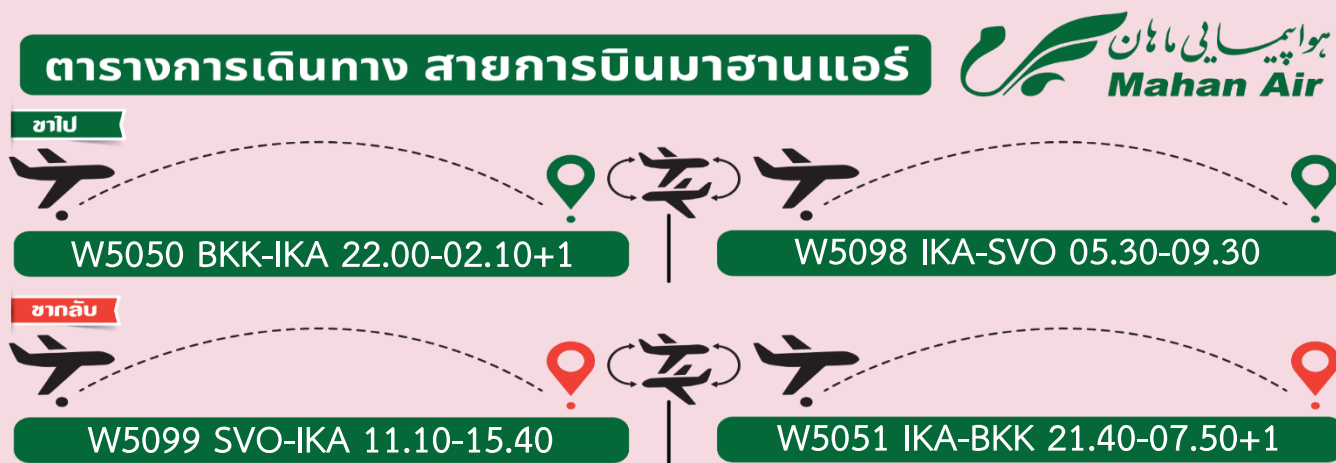 ตารางการเดินทาง สายการบินมาฮานแอร์
هواپیمایی ماهان
Mahan Air
ขาไป
W5050 BKK-IKA 22.00-02.10+1
W5098 IKA-SVO 05.30-09.30
ขากลับ
W5099 SVO-IKA 11.10-15.40
W5051 IKA-BKK 21.40-07.50+1